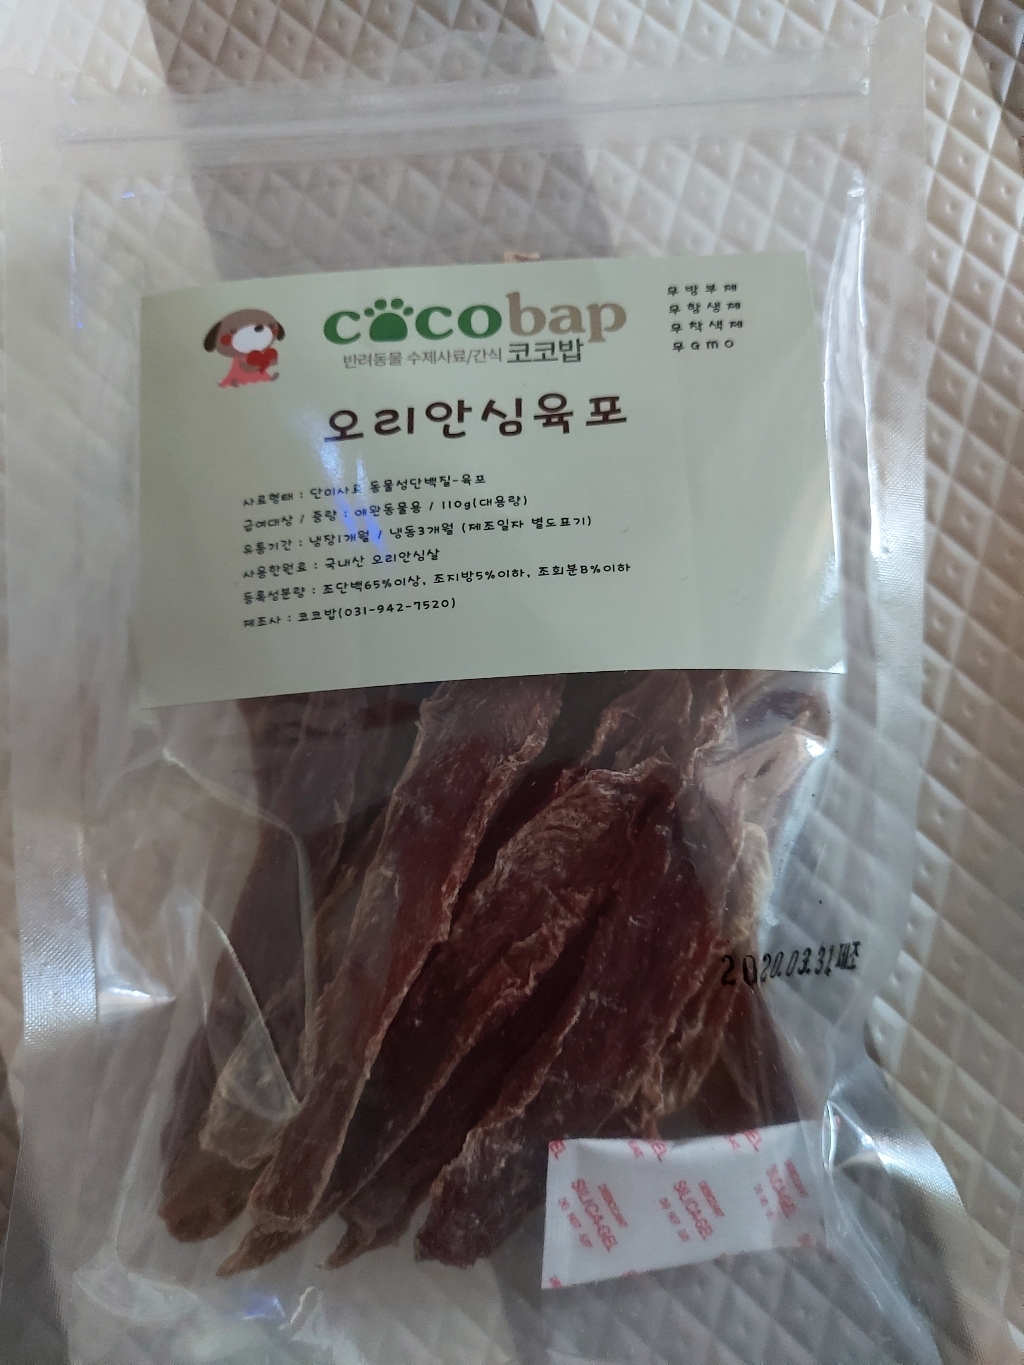 cocobap
반려동물 수제사료/간식 코코밥
무방부제
무항생제
무착색제
무GMO
오리안심육포
사료형태 : 단미사료 동물성단백질-육포
급여대상 / 중량 : 애완동물용 / 110g(대용량)
유통기간 : 냉장1개월 / 냉동3개월 (제조일자 별도표기)
사용한원료 : 국내산 오리안심살
등록성분량 : 조단백65%이상, 조지방5%이하, 조회분8%이하
제조사 : 코코밥(031-942-7520)
2020.03.31 제조
DESICCANT
SILICA-GEL
DO NOT EAT
DESICCANT
SILICA-GEL